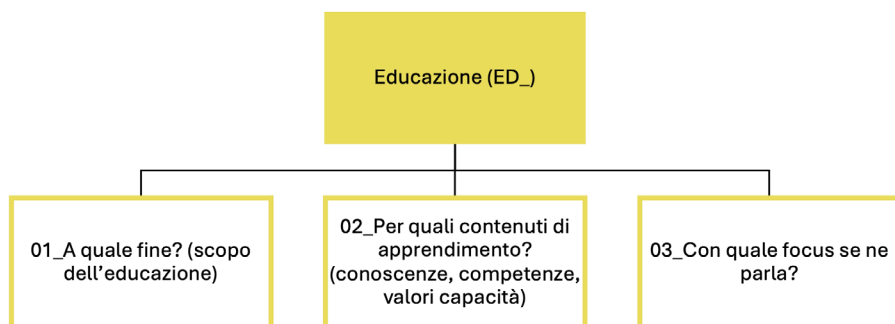 Educazione (ED_)
01_A quale fine? (scopo
dell’educazione)
02_Per quali contenuti di
apprendimento?
(conoscenze, competenze,
valori capacità)
03_Con quale focus se ne
parla?